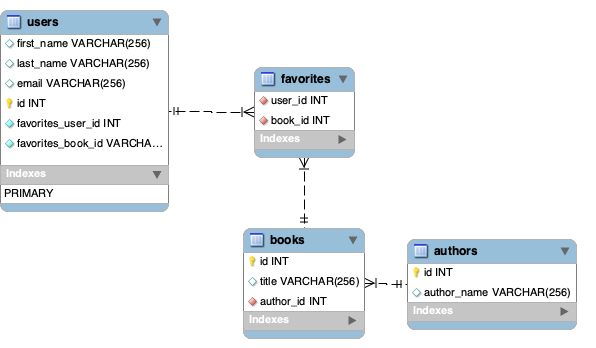 users
first_name VARCHAR(256)
last_name VARCHAR(256)
email VARCHAR(256)
id INT
favorites_user_id INT
favorites_book_id VARCHA...
Indexes
PRIMARY
favorites
user_id INT
book_id INT
Indexes
books
id INT
title VARCHAR(256)
author_id INT
Indexes
authors
id INT
author_name VARCHAR(256)
Indexes